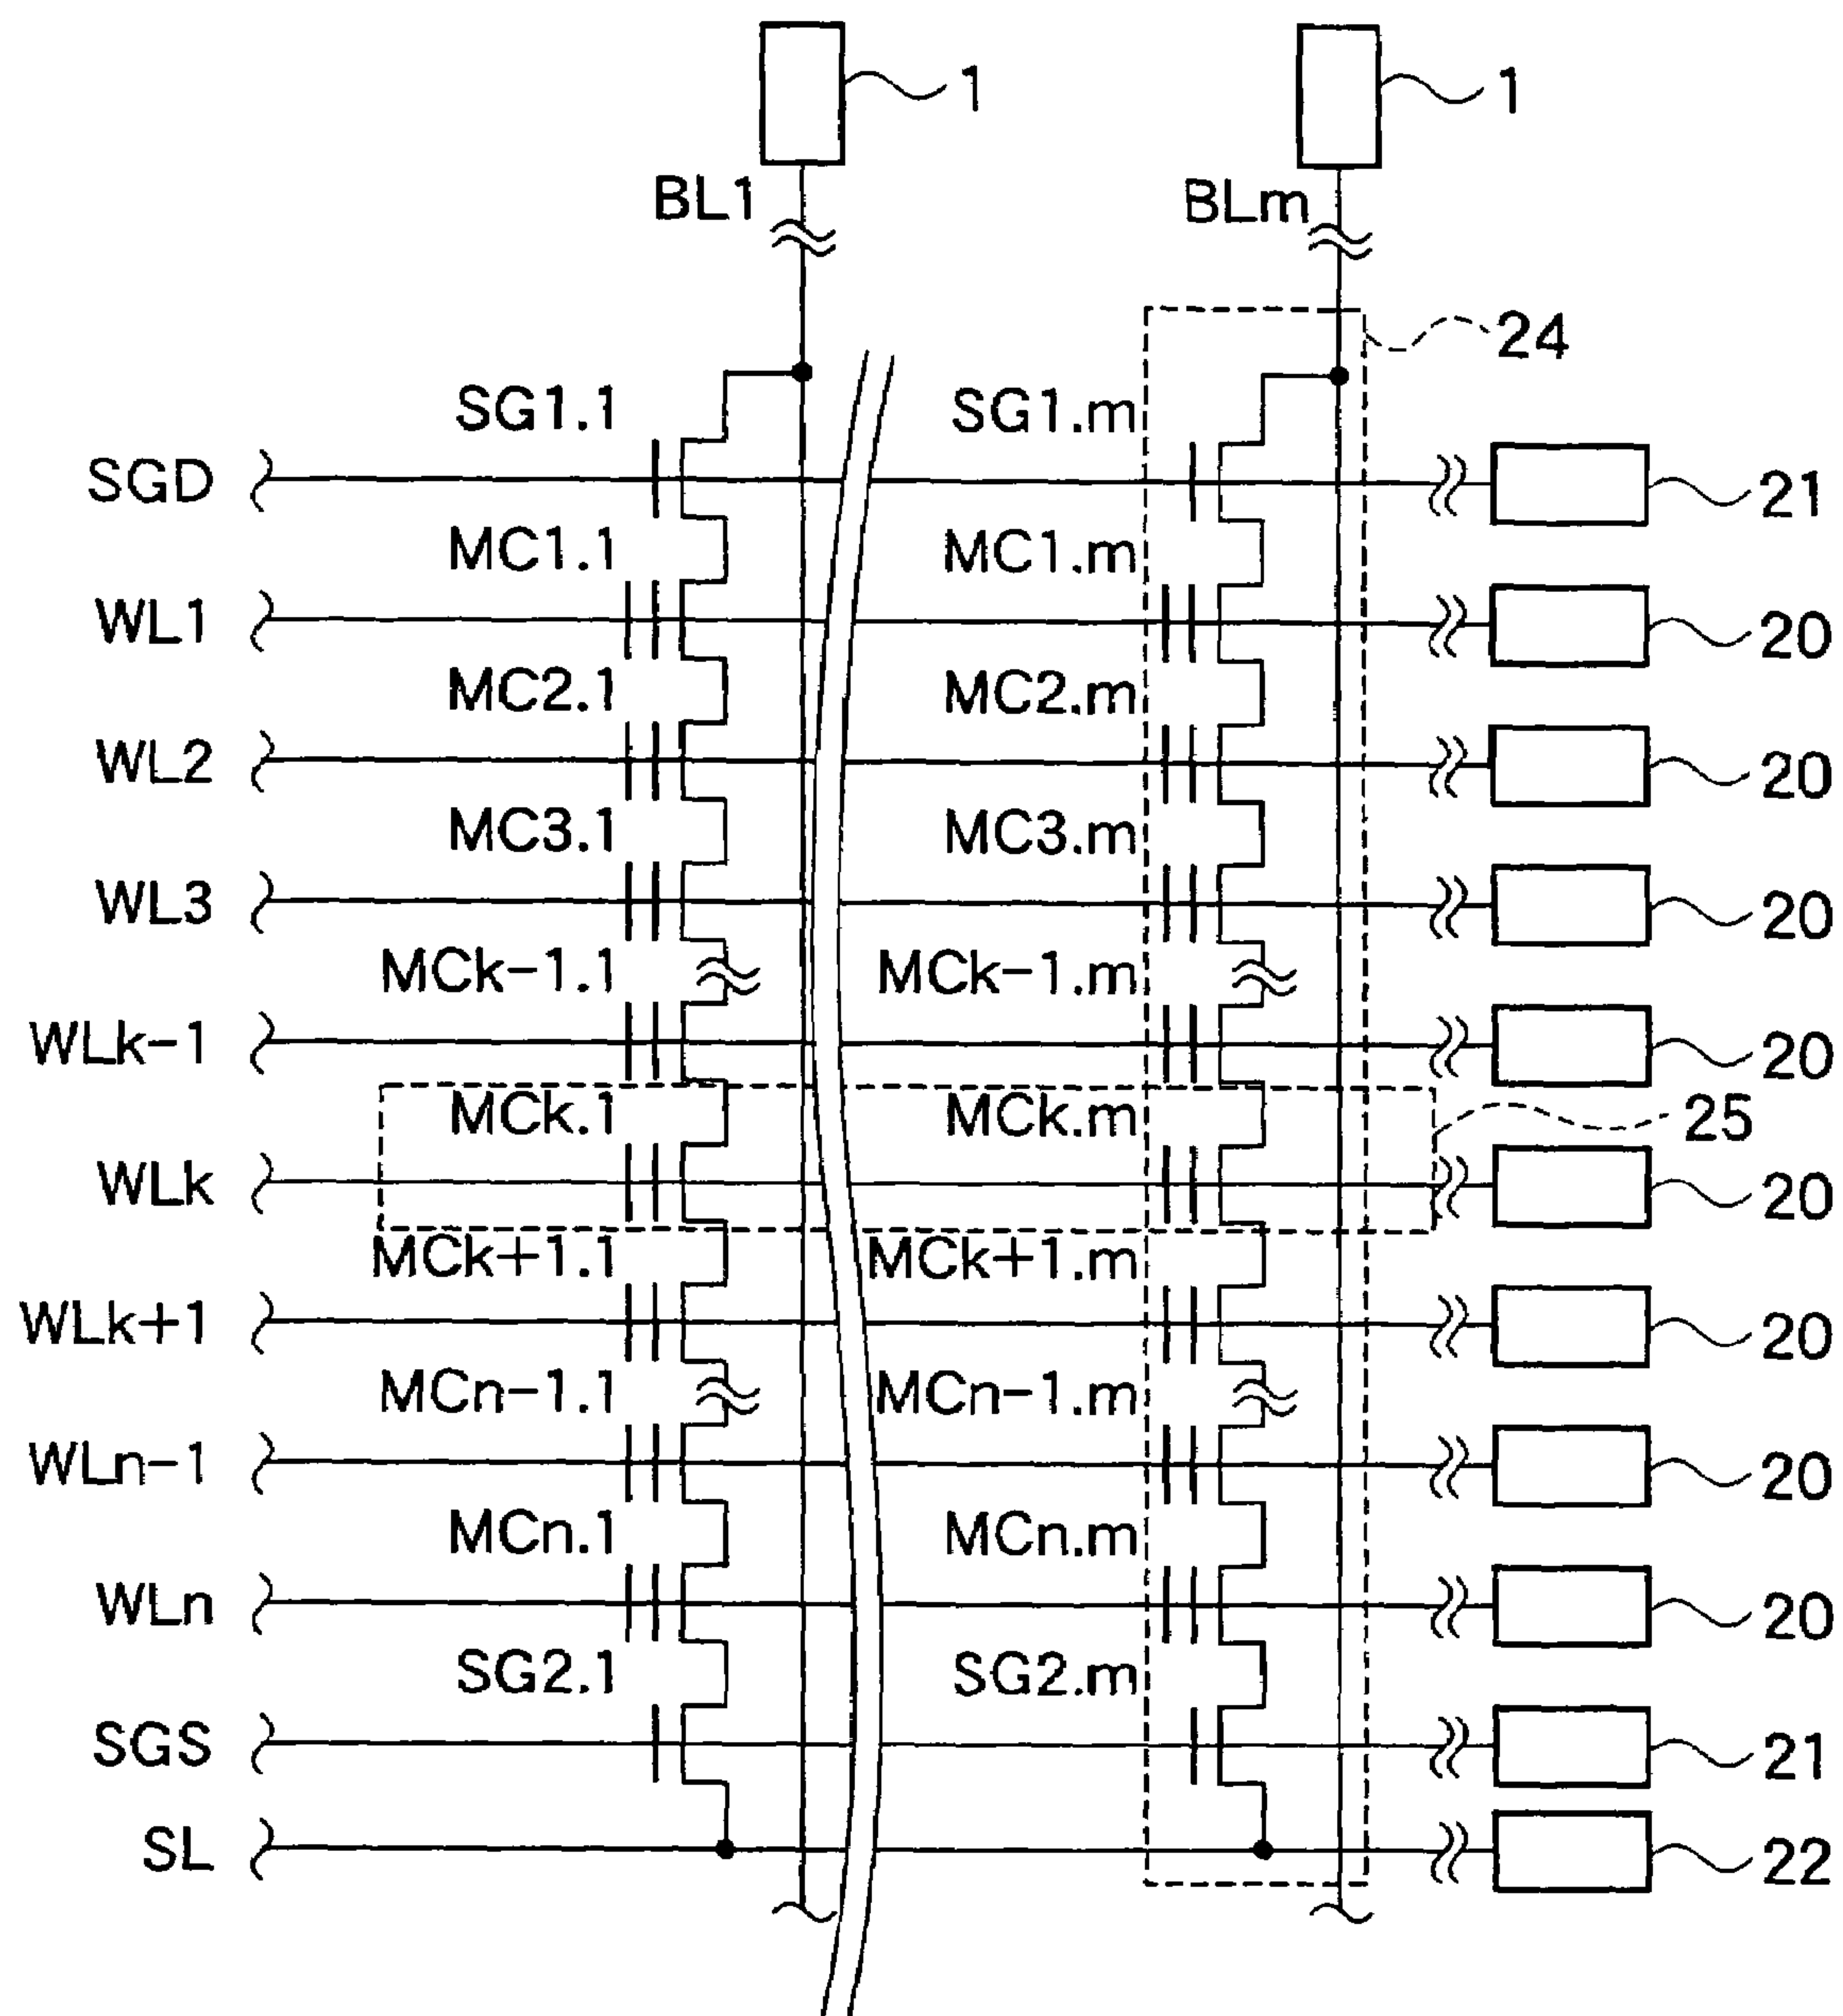 1 1
BL1 BLm
24
SG1.1 SG1.m
SGD 21
MC1.1 MC1.m
WL1 20
MC2.1 MC2.m
WL2 20
MC3.1 MC3.m
WL3 20
MCk-1.1 MCk-1.m
WLk-1 20
MCk.1 MCk.m 25
WLk 20
MCk+1.1 MCk+1.m
WLk+1 20
MCn-1.1 MCn-1.m
WLn-1 20
MCn.1 MCn.m
WLn 20
SG2.1 SG2.m
SGS 21
SL 22